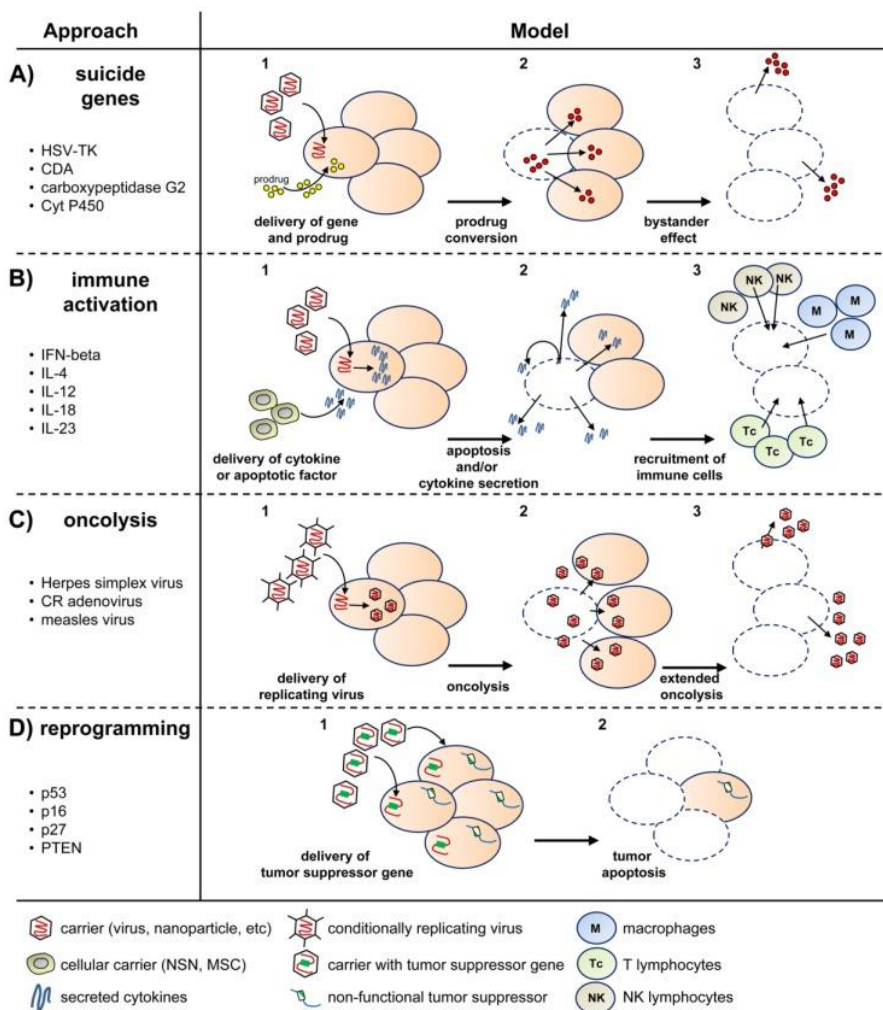 Approach
Model
A) suicide
genes
• HSV-TK
• CDA
• carboxypeptidase G2
• Cyt P450
1
2
3
prodrug
delivery of gene
and prodrug
prodrug
conversion
bystander
effect
B) immune
activation
• IFN-beta
• IL-4
• IL-12
• IL-18
• IL-23
1
2
3
NK
NK
NK
M
M
M
Tc
Tc
Tc
delivery of cytokine
or apoptotic factor
apoptosis
and/or
cytokine secretion
recruitment of
immune cells
C) oncolysis
• Herpes simplex virus
• CR adenovirus
• measles virus
1
2
3
delivery of
replicating virus
oncolysis
extended
oncolysis
D) reprogramming
• p53
• p16
• p27
• PTEN
1
2
delivery of
tumor suppressor gene
tumor
apoptosis
carrier (virus, nanoparticle, etc)
conditionally replicating virus
M macrophages
cellular carrier (NSN, MSC)
carrier with tumor suppressor gene
Tc T lymphocytes
secreted cytokines
non-functional tumor suppressor
NK NK lymphocytes